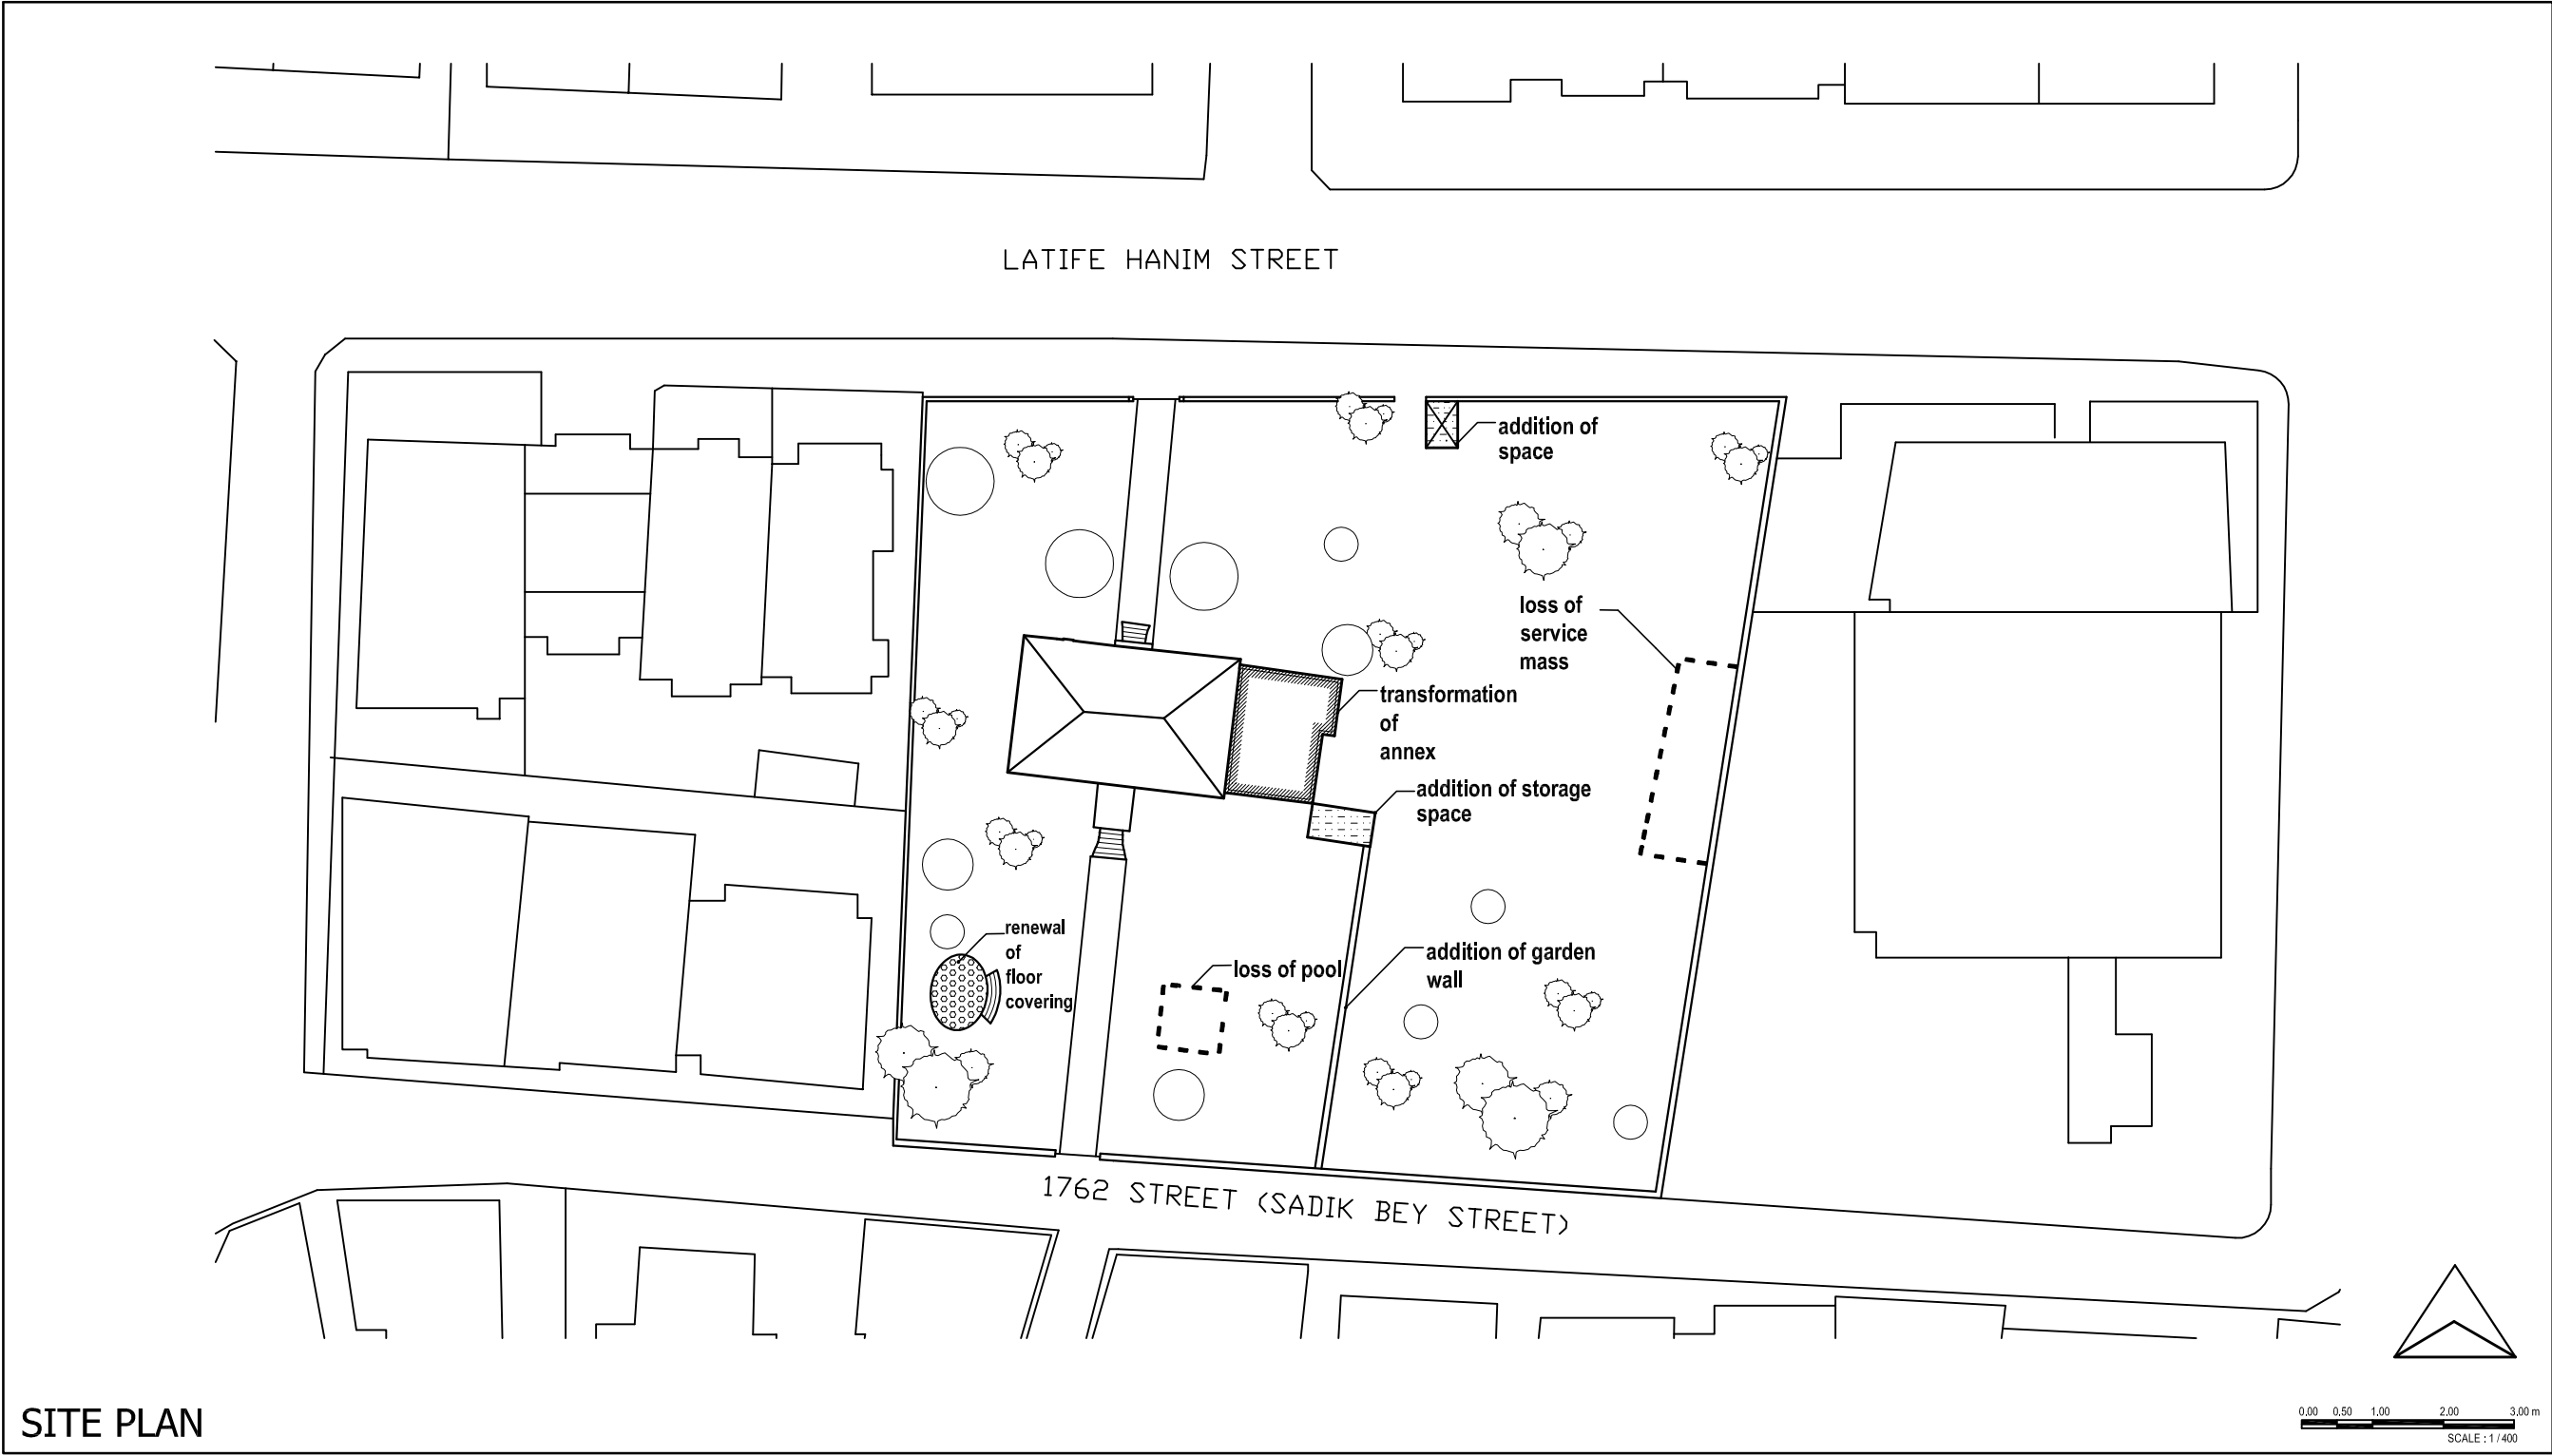 LATIFE HANIM STREET
addition of
space
loss of
service
mass
transformation
of
annex
addition of storage
space
renewal
of
floor
covering
loss of pool
addition of garden
wall
1762 STREET (SADIK BEY STREET)
SITE PLAN
0.00 0.50 1.00 2.00 3.00 m
SCALE : 1 / 400